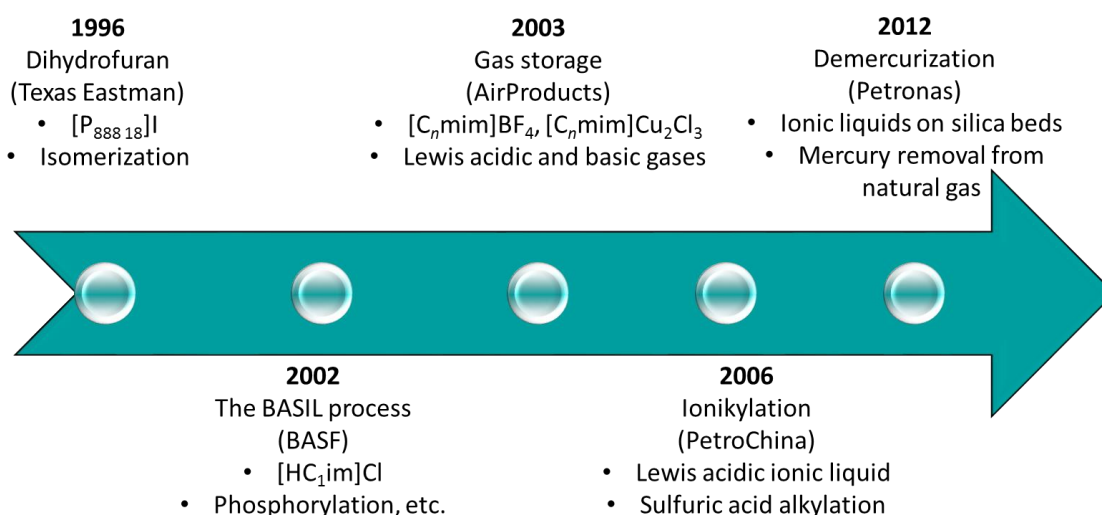 1996
Dihydrofuran
(Texas Eastman)
• [P₈₈₈ ₁₈]I
• Isomerization
2003
Gas storage
(AirProducts)
• [Cₙmim]BF₄, [Cₙmim]Cu₂Cl₃
• Lewis acidic and basic gases
2012
Demercurization
(Petronas)
• Ionic liquids on silica beds
• Mercury removal from
natural gas
2002
The BASIL process
(BASF)
• [HC₁im]Cl
• Phosphorylation, etc.
2006
Ionikylation
(PetroChina)
• Lewis acidic ionic liquid
• Sulfuric acid alkylation